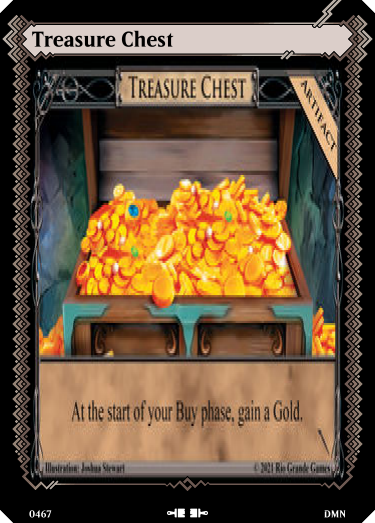 Treasure Chest
TREASURE CHEST
ARTIFACT
At the start of your Buy phase, gain a Gold.
Illustration: Joshua Stewart © 2021 Rio Grande Games
0467 DMN